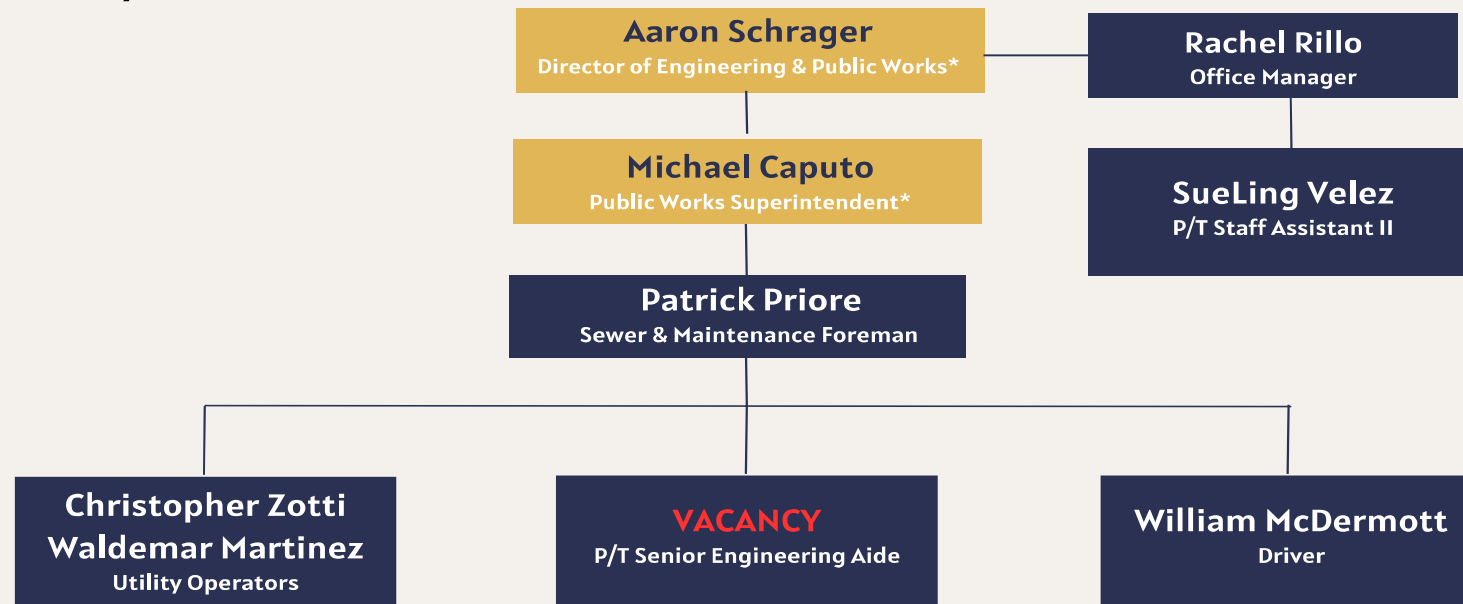 Aaron Schrager
Director of Engineering & Public Works*
Rachel Rillo
Office Manager
Michael Caputo
Public Works Superintendent*
SueLing Velez
P/T Staff Assistant II
Patrick Priore
Sewer & Maintenance Foreman
Christopher Zotti
Waldemar Martinez
Utility Operators
VACANCY
P/T Senior Engineering Aide
William McDermott
Driver